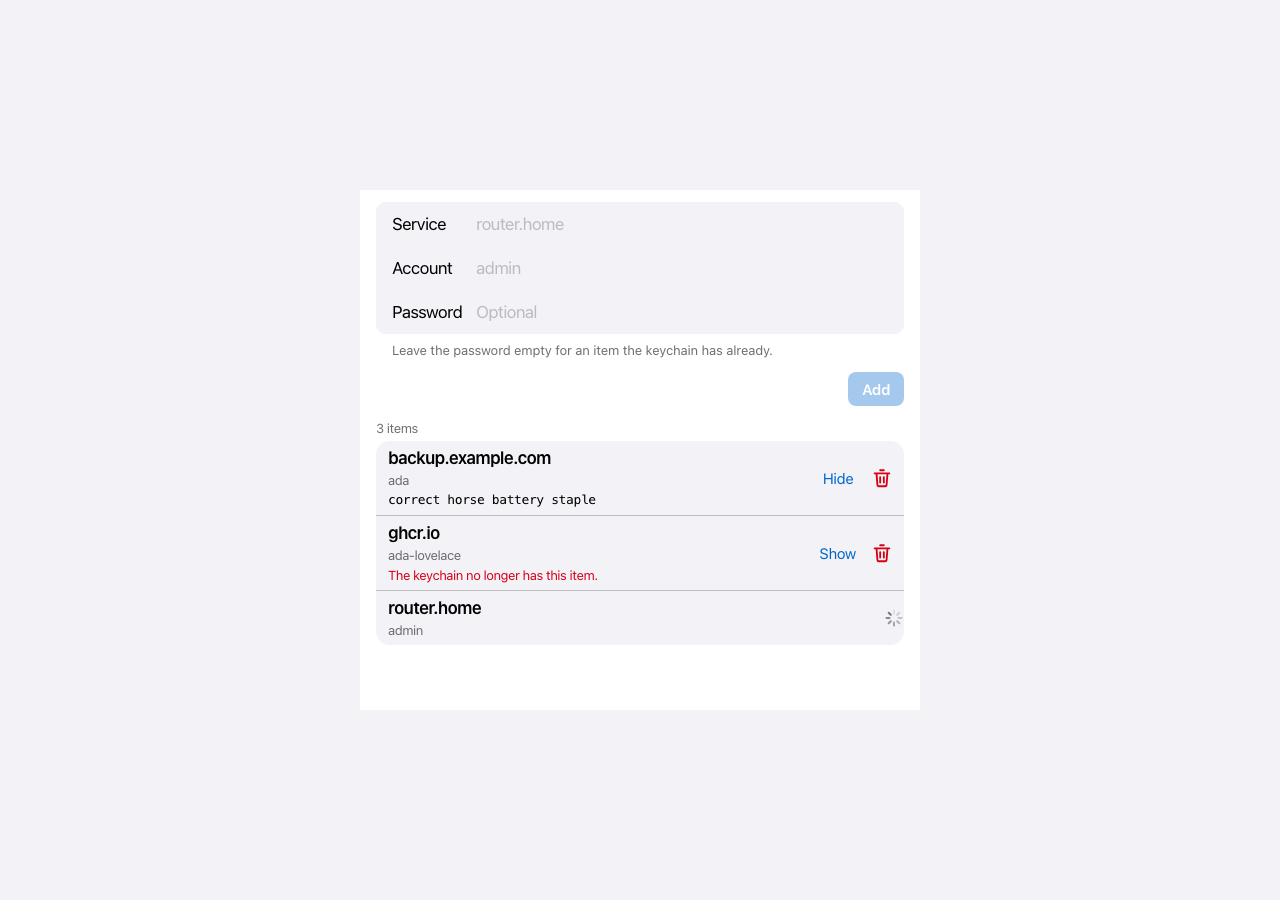 Service router.home
Account admin
Password Optional
Leave the password empty for an item the keychain has already.
Add
3 items
backup.example.com
ada
correct horse battery staple
Hide
ghcr.io
ada-lovelace
The keychain no longer has this item.
Show
router.home
admin